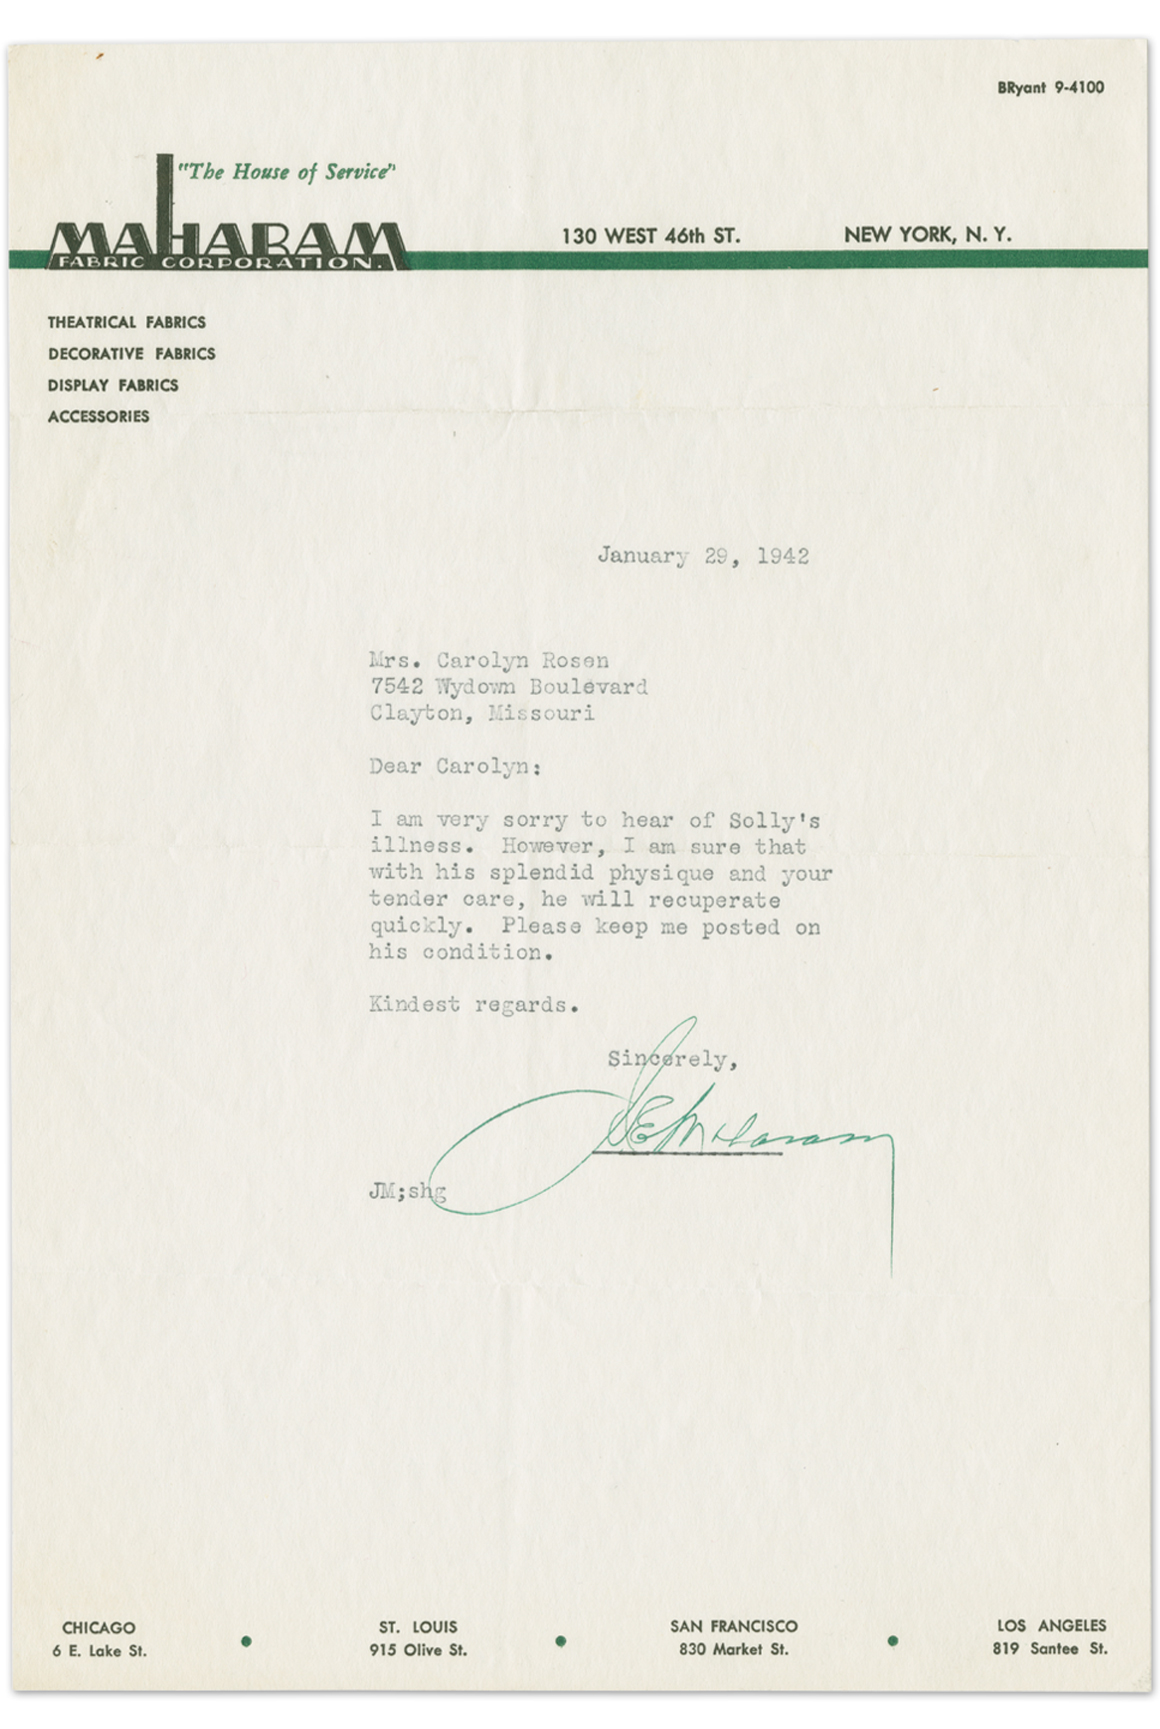 BRyant 9-4100
"The House of Service"
MAHARAM
FABRIC CORPORATION.
130 WEST 46th ST. NEW YORK, N. Y.
THEATRICAL FABRICS
DECORATIVE FABRICS
DISPLAY FABRICS
ACCESSORIES
January 29, 1942
Mrs. Carolyn Rosen
7542 Wydown Boulevard
Clayton, Missouri
Dear Carolyn:
I am very sorry to hear of Solly's
illness. However, I am sure that
with his splendid physique and your
tender care, he will recuperate
quickly. Please keep me posted on
his condition.
Kindest regards.
Sincerely,
JM;shg
CHICAGO
6 E. Lake St.
ST. LOUIS
915 Olive St.
SAN FRANCISCO
830 Market St.
LOS ANGELES
819 Santee St.